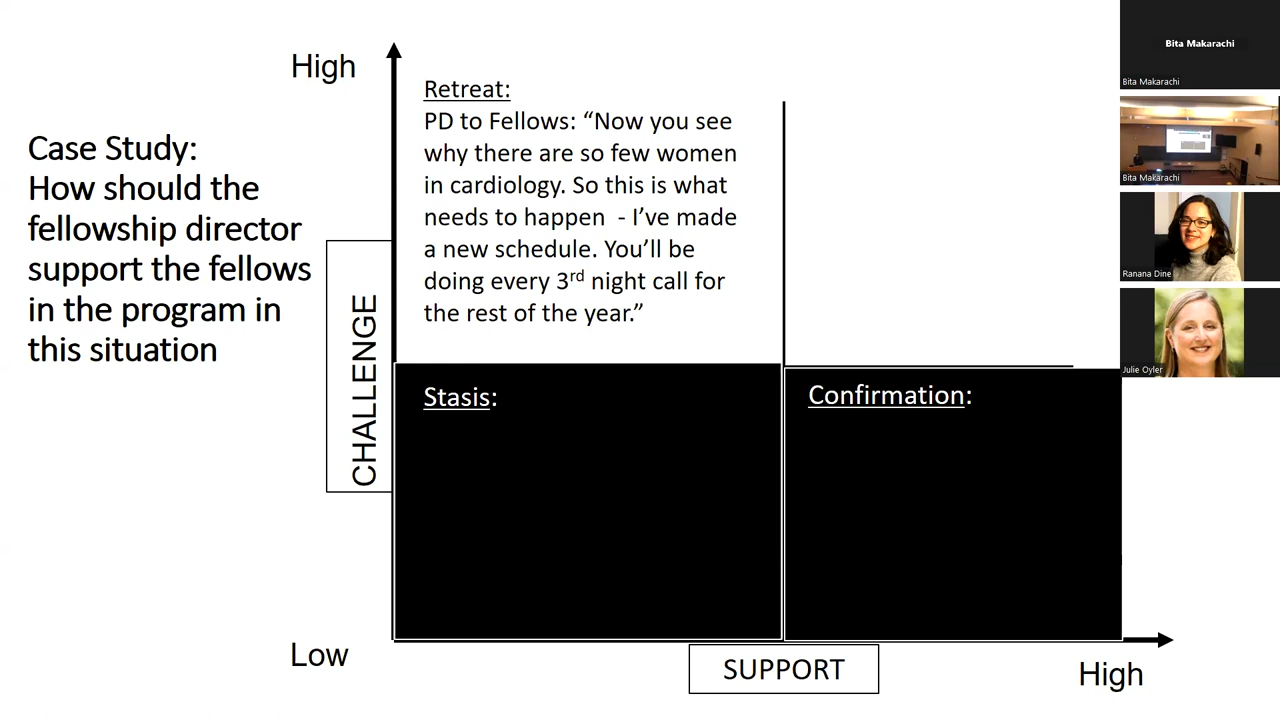 High
Case Study:
How should the
fellowship director
support the fellows
in the program in
this situation
CHALLENGE
Low
Retreat:
PD to Fellows: “Now you see
why there are so few women
in cardiology. So this is what
needs to happen  - I’ve made
a new schedule. You’ll be
doing every 3rd night call for
the rest of the year.”
Stasis:
Confirmation:
SUPPORT
High
Bita Makarachi
Bita Makarachi
Bita Makarachi
Ranana Dine
Julie Oyler